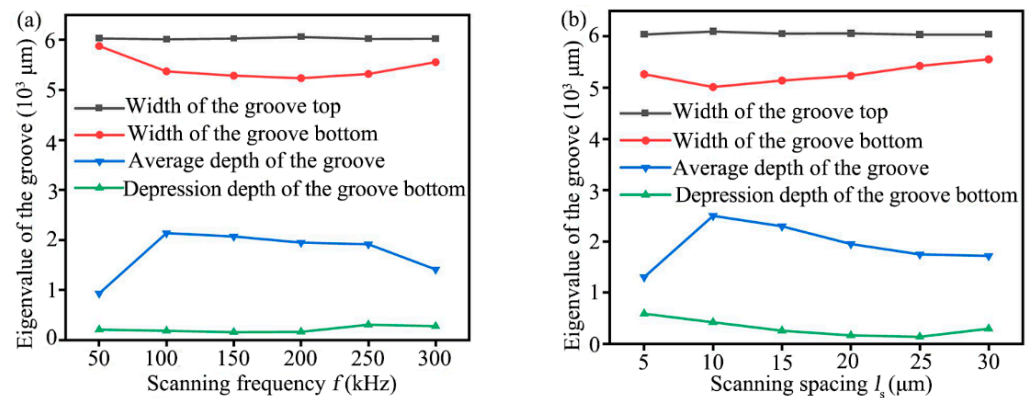 (a)
Eigenvalue of the groove (10³ μm)
6
5
4
3
2
1
0
Width of the groove top
Width of the groove bottom
Average depth of the groove
Depression depth of the groove bottom
50 100 150 200 250 300
Scanning frequency f (kHz)
(b)
Eigenvalue of the groove (10³ μm)
6
5
4
3
2
1
0
Width of the groove top
Width of the groove bottom
Average depth of the groove
Depression depth of the groove bottom
5 10 15 20 25 30
Scanning spacing lₛ (μm)